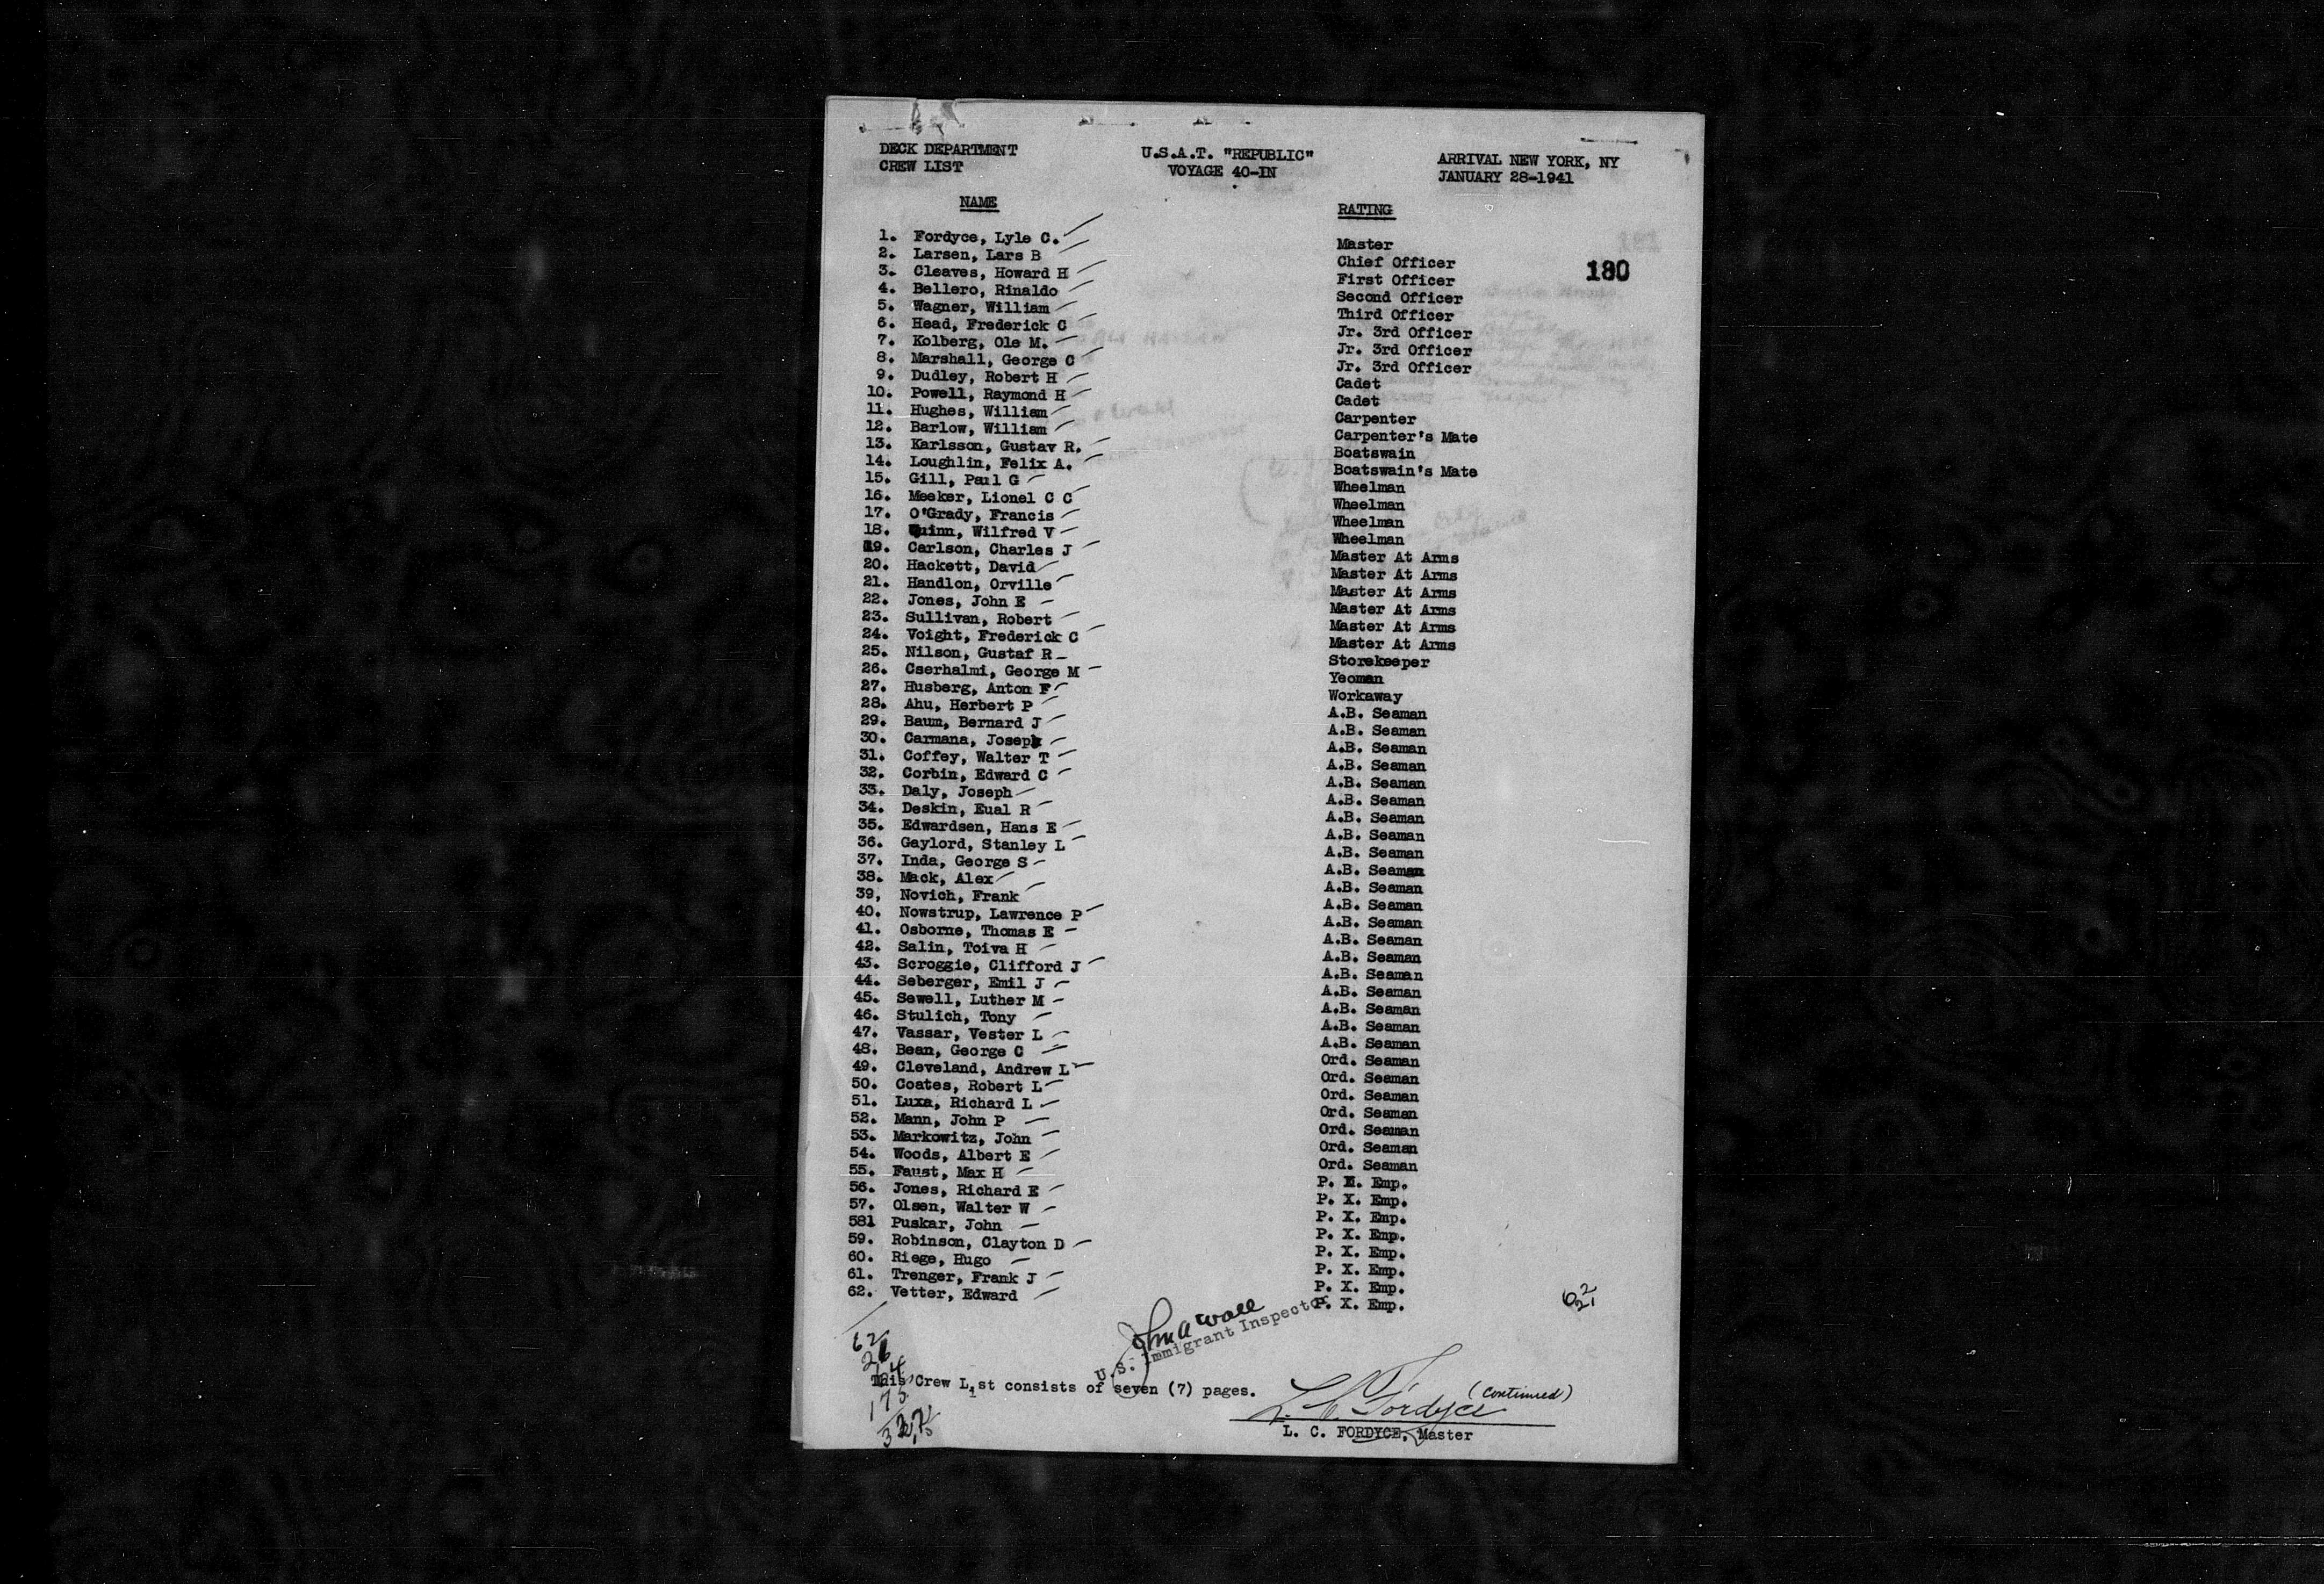 DECK DEPARTMENT U.S.A.T. "REPUBLIC" ARRIVAL NEW YORK, NY
CREW LIST VOYAGE 40-IN JANUARY 28-1941
NAME RATING
1. Fordyce, Lyle C. Master
2. Larsen, Lars B Chief Officer
180
3. Cleaves, Howard H First Officer
4. Bellero, Rinaldo Second Officer
5. Wagner, William Third Officer
6. Head, Frederick C Jr. 3rd Officer
7. Kolberg, Ole M. Jr. 3rd Officer
8. Marshall, George C Jr. 3rd Officer
9. Dudley, Robert H Cadet
10. Powell, Raymond H Cadet
11. Hughes, William Carpenter
12. Barlow, William Carpenter's Mate
13. Karlsson, Gustav R. Boatswain
14. Loughlin, Felix A. Boatswain's Mate
15. Gill, Paul G Wheelman
16. Meeker, Lionel C C Wheelman
17. O'Grady, Francis Wheelman
18. Quinn, Wilfred V Wheelman
19. Carlson, Charles J Master At Arms
20. Hackett, David Master At Arms
21. Handlon, Orville Master At Arms
22. Jones, John E Master At Arms
23. Sullivan, Robert Master At Arms
24. Voight, Frederick C Master At Arms
25. Nilson, Gustaf R Storekeeper
26. Cserhalmi, George M Yeoman
27. Husberg, Anton F Workaway
28. Ahu, Herbert P A.B. Seaman
29. Baum, Bernard J A.B. Seaman
30. Carmana, Joseph A.B. Seaman
31. Coffey, Walter T A.B. Seaman
32. Corbin, Edward C A.B. Seaman
33. Daly, Joseph A.B. Seaman
34. Deskin, Eual R A.B. Seaman
35. Edwardsen, Hans E A.B. Seaman
36. Gaylord, Stanley L A.B. Seaman
37. Inda, George S A.B. Seaman
38. Mack, Alex A.B. Seaman
39, Novich, Frank A.B. Seaman
40. Nowstrup, Lawrence P A.B. Seaman
41. Osborne, Thomas E A.B. Seaman
42. Salin, Toiva H A.B. Seaman
43. Scroggie, Clifford J A.B. Seaman
44. Seberger, Emil J A.B. Seaman
45. Sewell, Luther M A.B. Seaman
46. Stulich, Tony A.B. Seaman
47. Vassar, Vester L A.B. Seaman
48. Bean, George C Ord. Seaman
49. Cleveland, Andrew L Ord. Seaman
50. Coates, Robert L Ord. Seaman
51. Luxa, Richard L Ord. Seaman
52. Mann, John P Ord. Seaman
53. Markowitz, John Ord. Seaman
54. Woods, Albert E Ord. Seaman
55. Faust, Max H P. X. Emp.
56. Jones, Richard E P. X. Emp.
57. Olsen, Walter W P. X. Emp.
581 Puskar, John P. X. Emp.
59. Robinson, Clayton D P. X. Emp.
60. Riege, Hugo P. X. Emp.
61. Trenger, Frank J P. X. Emp.
62. Vetter, Edward P. X. Emp.
John A Wall
U.S. Immigrant Inspector
62
This Crew List consists of seven (7) pages.
(Continued)
L. C. Fordyce
L. C. FORDYCE, Master